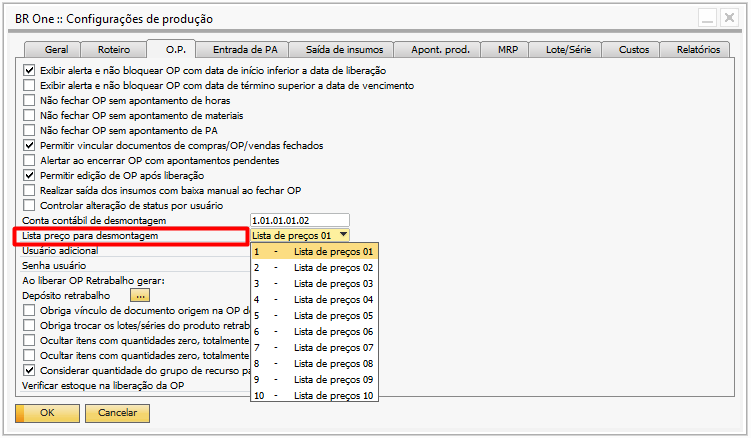 BR One :: Configurações de produção
Geral Roteiro O.P. Entrada de PA Saída de insumos Apont. prod. MRP Lote/Série Custos Relatórios
Exibir alerta e não bloquear OP com data de início inferior a data de liberação
Exibir alerta e não bloquear OP com data de término superior a data de vencimento
Não fechar OP sem apontamento de horas
Não fechar OP sem apontamento de materiais
Não fechar OP sem apontamento de PA
Permitir vincular documentos de compras/OP/vendas fechados
Alertar ao encerrar OP com apontamentos pendentes
Permitir edição de OP após liberação
Realizar saída dos insumos com baixa manual ao fechar OP
Controlar alteração de status por usuário
Conta contábil de desmontagem 1.01.01.01.02
Lista preço para desmontagem Lista de preços 01
Usuário adicional 1 - Lista de preços 01
Senha usuário 2 - Lista de preços 02
Ao liberar OP Retrabalho gerar: 3 - Lista de preços 03
Depósito retrabalho ... 4 - Lista de preços 04
Obriga vínculo de documento origem na OP d 5 - Lista de preços 05
Obriga trocar os lotes/séries do produto retrab 6 - Lista de preços 06
Ocultar itens com quantidades zero, totalmente 7 - Lista de preços 07
Ocultar itens com quantidades zero, totalmente 8 - Lista de preços 08
Considerar quantidade do grupo de recurso pa 9 - Lista de preços 09
Verificar estoque na liberação da OP 10 - Lista de preços 10
OK Cancelar